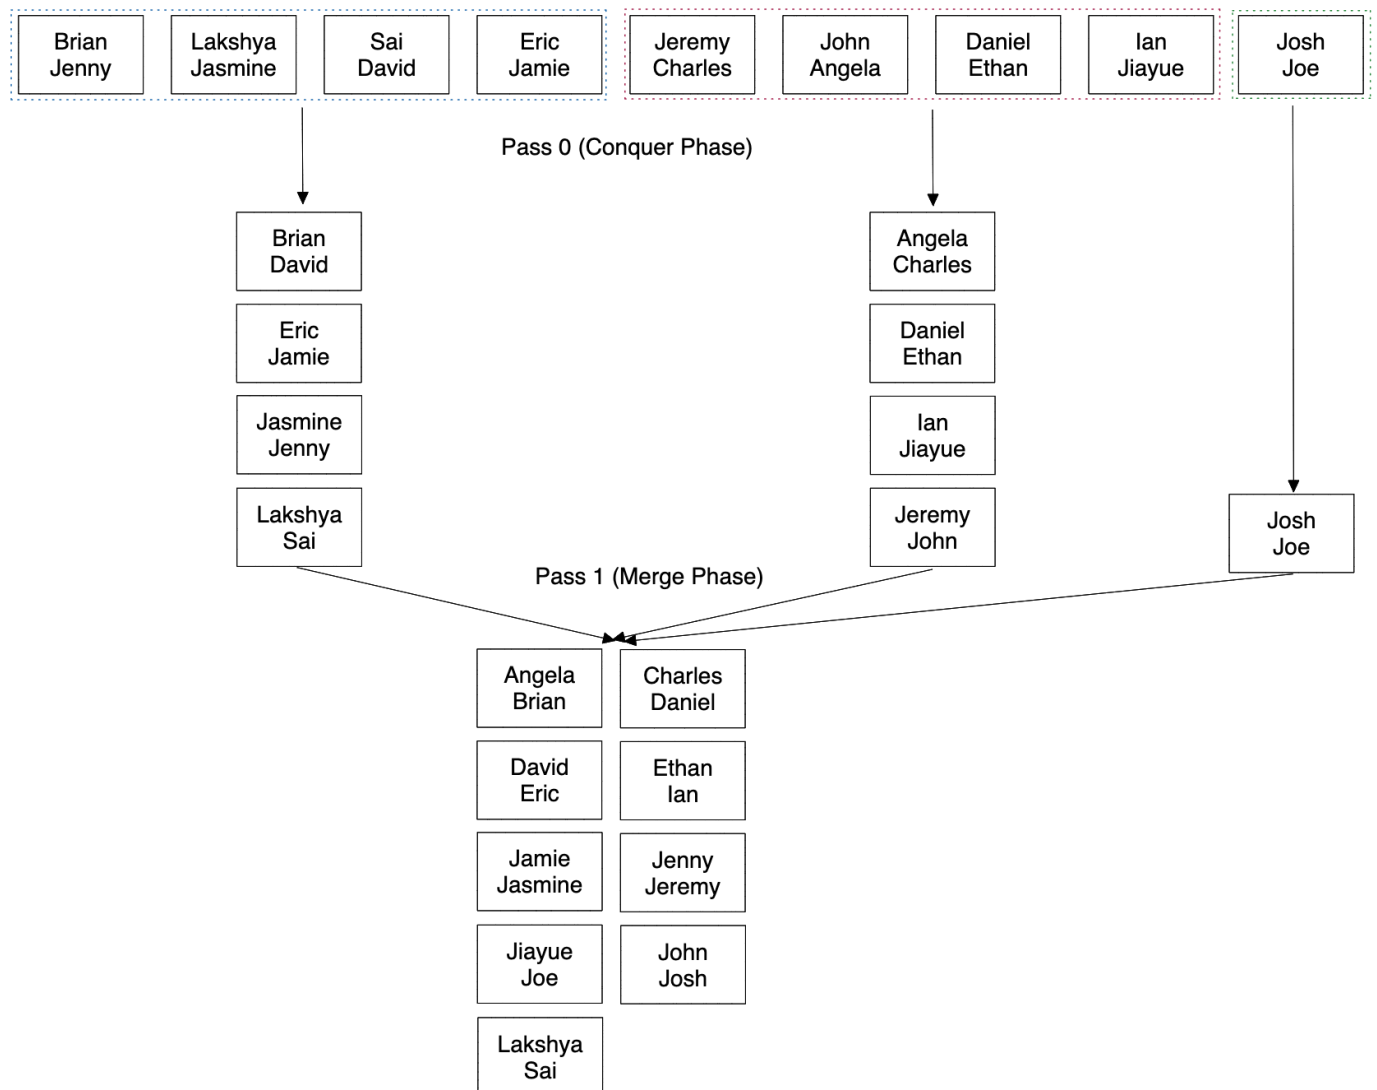 Brian
Jenny
Lakshya
Jasmine
Sai
David
Eric
Jamie
Jeremy
Charles
John
Angela
Daniel
Ethan
Ian
Jiayue
Josh
Joe
Pass 0 (Conquer Phase)
Brian
David
Eric
Jamie
Jasmine
Jenny
Lakshya
Sai
Angela
Charles
Daniel
Ethan
Ian
Jiayue
Jeremy
John
Josh
Joe
Pass 1 (Merge Phase)
Angela
Brian
Charles
Daniel
David
Eric
Ethan
Ian
Jamie
Jasmine
Jenny
Jeremy
Jiayue
Joe
John
Josh
Lakshya
Sai